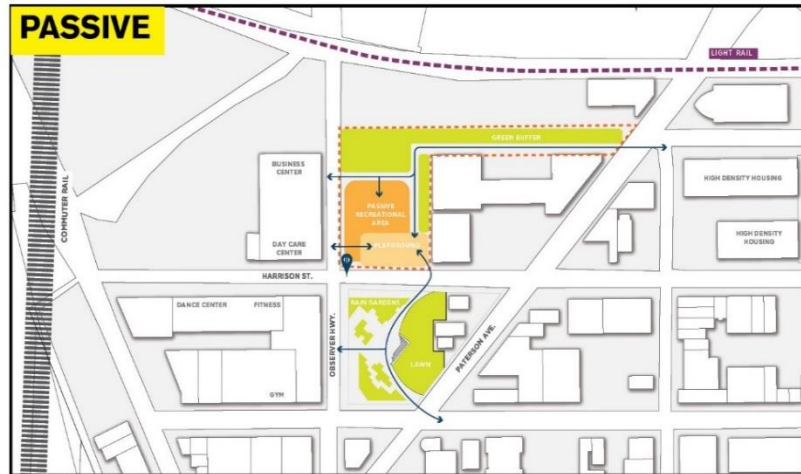 PASSIVE
LIGHT RAIL
GREEN BUFFER
BUSINESS
CENTER
HIGH DENSITY HOUSING
PASSIVE
RECREATIONAL
AREA
COMMUTER RAIL
DAY CARE
CENTER
PLAYGROUND
HIGH DENSITY
HOUSING
HARRISON ST.
DANCE CENTER
FITNESS
RAIN GARDENS
OBSERVER HWY.
PATERSON AVE.
LAWN
GYM